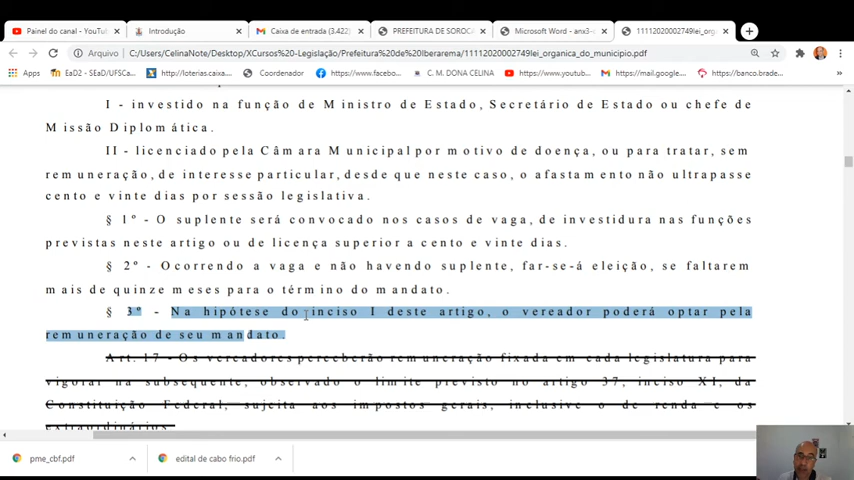 Painel do canal - YouTube
Introdução
Caixa de entrada (3.422)
PREFEITURA DE SOROCA
Microsoft Word - anx3-
11112020002749lei_orga
Arquivo
C:/Users/CelinaNote/Desktop/XCursos%20-Legislação/Prefeitura%20de%20Iberarema/11112020002749lei_organica_do_municipio.pdf
Apps
EaD2 - SEaD/UFSCa
http://loterias.caixa
Coordenador
https://www.facebo
C. M. DONA CELINA
https://www.youtub
https://mail.google
https://banco.brade
I - investido na função de Ministro de Estado, Secretário de Estado ou chefe de
Missão Diplomática.
II - licenciado pela Câmara Municipal por motivo de doença, ou para tratar, sem
remuneração, de interesse particular, desde que neste caso, o afastamento não ultrapasse
cento e vinte dias por sessão legislativa.
§ 1º - O suplente será convocado nos casos de vaga, de investidura nas funções
previstas neste artigo ou de licença superior a cento e vinte dias.
§ 2º - Ocorrendo a vaga e não havendo suplente, far-se-á eleição, se faltarem
mais de quinze meses para o término do mandato.
§ 3º - Na hipótese do inciso I deste artigo, o vereador poderá optar pela
remuneração de seu mandato.
Art. 17 - Os vereadores perceberão remuneração fixada em cada legislatura para
vigorar na subsequente, observado o limite previsto no artigo 37, inciso XI, da
Constituição Federal, sujeita aos impostos gerais, inclusive o de renda e os
extraordinários.
pme_cbf.pdf
edital de cabo frio.pdf